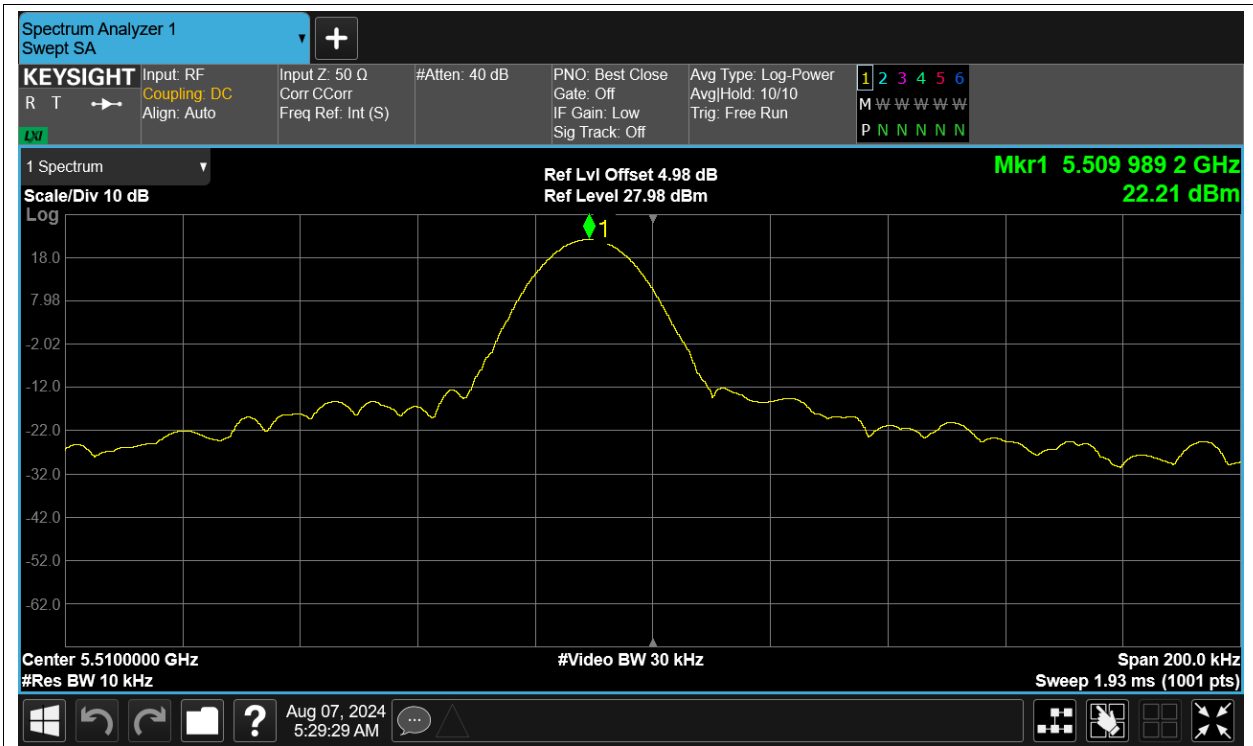 Spectrum Analyzer 1
Swept SA
KEYSIGHT Input: RF Input Z: 50 Ω #Atten: 40 dB PNO: Best Close Avg Type: Log-Power 1 2 3 4 5 6
R T Coupling: DC Corr CCorr Gate: Off Avg|Hold: 10/10 M W W W W W
Align: Auto Freq Ref: Int (S) IF Gain: Low Trig: Free Run
LXI Sig Track: Off P N N N N N
1 Spectrum Ref Lvl Offset 4.98 dB Mkr1 5.509 989 2 GHz
Scale/Div 10 dB Ref Level 27.98 dBm 22.21 dBm
Log
1
18.0
7.98
-2.02
-12.0
-22.0
-32.0
-42.0
-52.0
-62.0
Center 5.5100000 GHz #Video BW 30 kHz Span 200.0 kHz
#Res BW 10 kHz Sweep 1.93 ms (1001 pts)
? Aug 07, 2024
5:29:29 AM